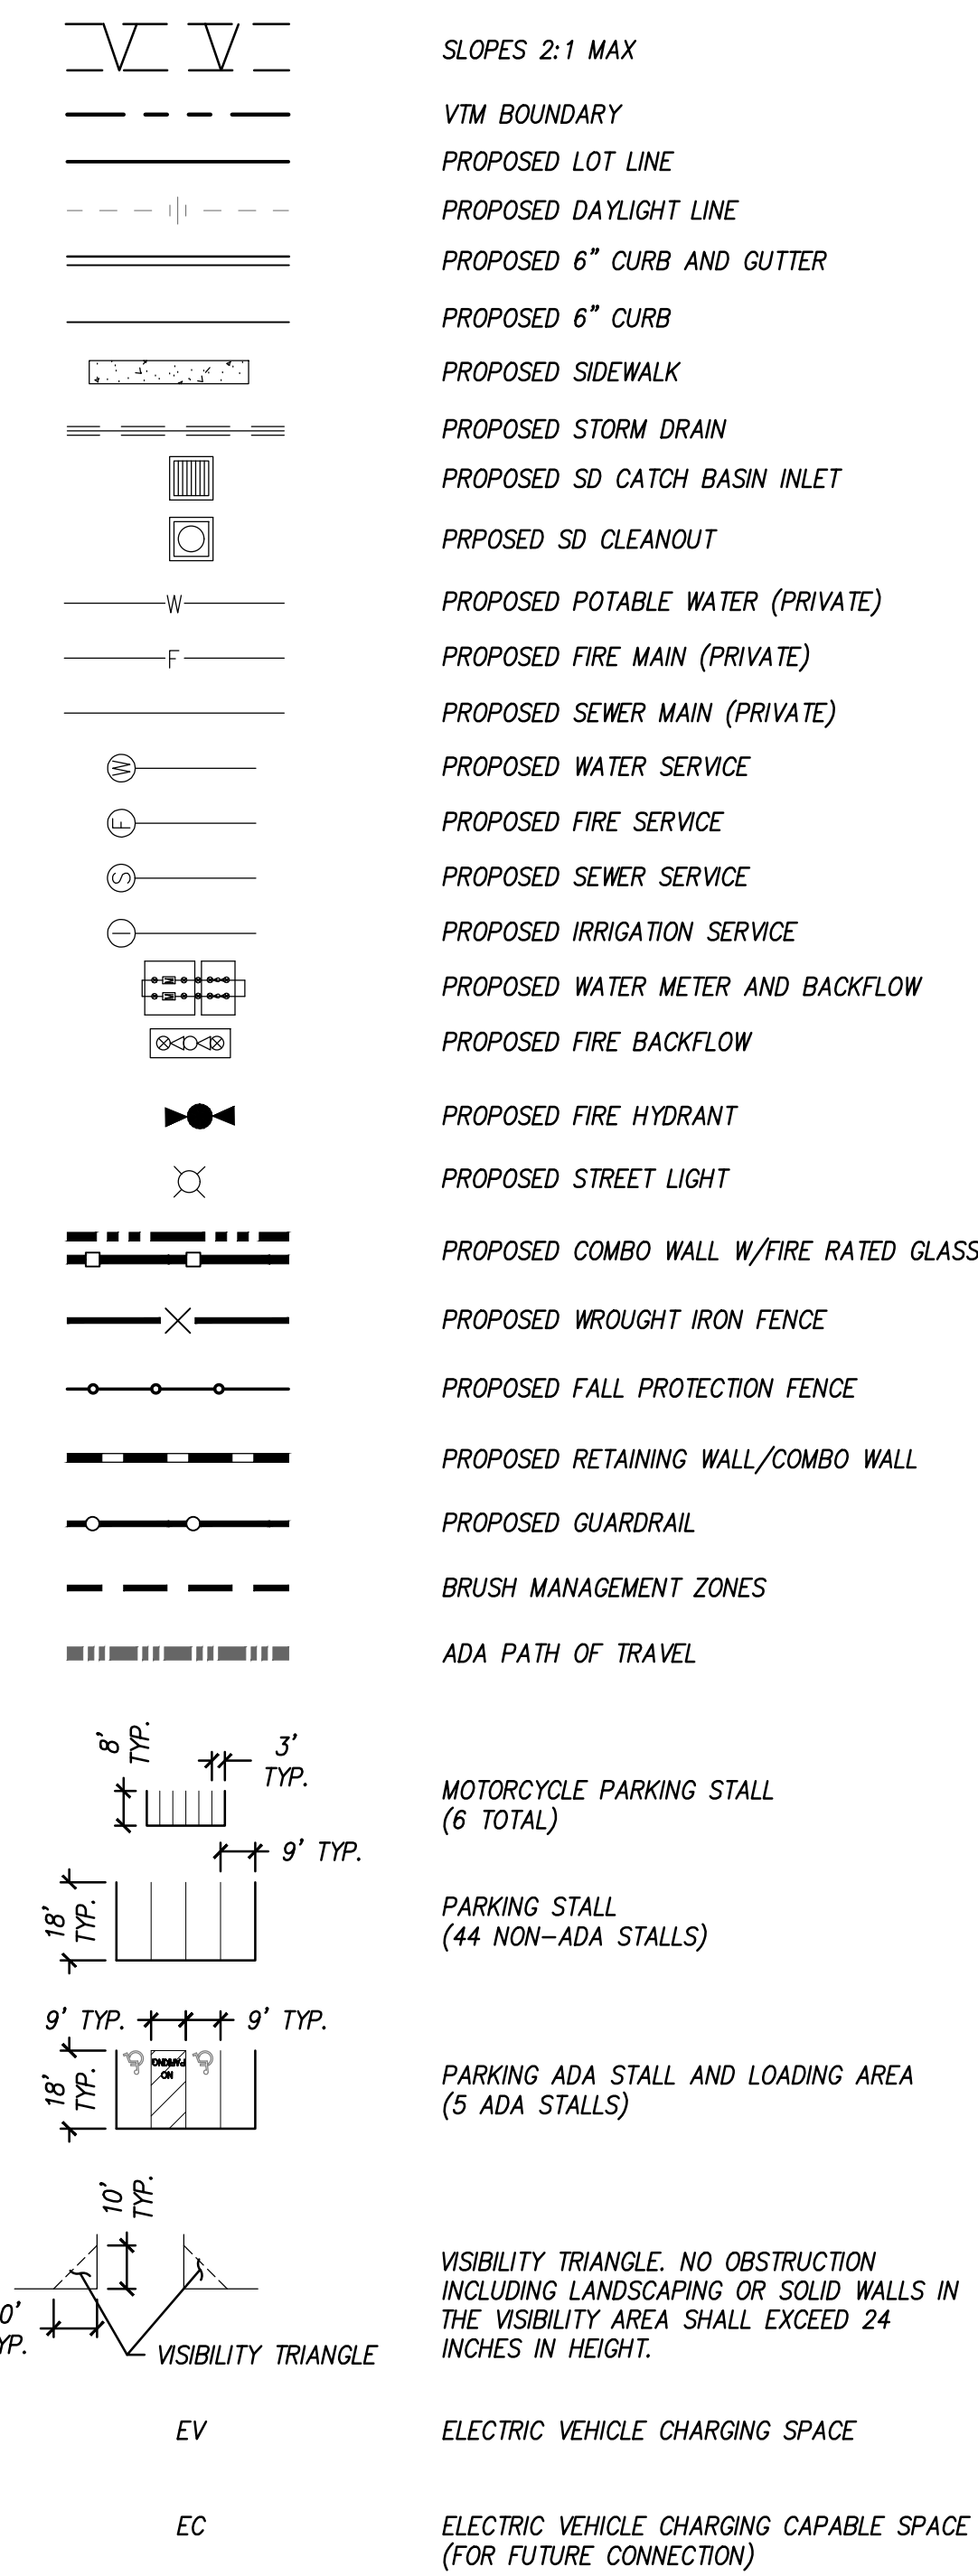 SLOPES 2:1 MAX
VTM BOUNDARY
PROPOSED LOT LINE
PROPOSED DAYLIGHT LINE
PROPOSED 6" CURB AND GUTTER
PROPOSED 6" CURB
PROPOSED SIDEWALK
PROPOSED STORM DRAIN
PROPOSED SD CATCH BASIN INLET
PRPOSED SD CLEANOUT
W PROPOSED POTABLE WATER (PRIVATE)
F PROPOSED FIRE MAIN (PRIVATE)
PROPOSED SEWER MAIN (PRIVATE)
W PROPOSED WATER SERVICE
F PROPOSED FIRE SERVICE
S PROPOSED SEWER SERVICE
I PROPOSED IRRIGATION SERVICE
M M PROPOSED WATER METER AND BACKFLOW
PROPOSED FIRE BACKFLOW
PROPOSED FIRE HYDRANT
PROPOSED STREET LIGHT
PROPOSED COMBO WALL W/FIRE RATED GLASS
PROPOSED WROUGHT IRON FENCE
PROPOSED FALL PROTECTION FENCE
PROPOSED RETAINING WALL/COMBO WALL
PROPOSED GUARDRAIL
BRUSH MANAGEMENT ZONES
ADA PATH OF TRAVEL
8'
TYP.
3'
TYP.
MOTORCYCLE PARKING STALL
(6 TOTAL)
9' TYP.
18'
TYP.
PARKING STALL
(44 NON-ADA STALLS)
9' TYP. 9' TYP.
18'
TYP.
NO
PARKING
PARKING ADA STALL AND LOADING AREA
(5 ADA STALLS)
10'
TYP.
0'
YP.
VISIBILITY TRIANGLE
VISIBILITY TRIANGLE. NO OBSTRUCTION
INCLUDING LANDSCAPING OR SOLID WALLS IN
THE VISIBILITY AREA SHALL EXCEED 24
INCHES IN HEIGHT.
EV ELECTRIC VEHICLE CHARGING SPACE
EC ELECTRIC VEHICLE CHARGING CAPABLE SPACE
(FOR FUTURE CONNECTION)